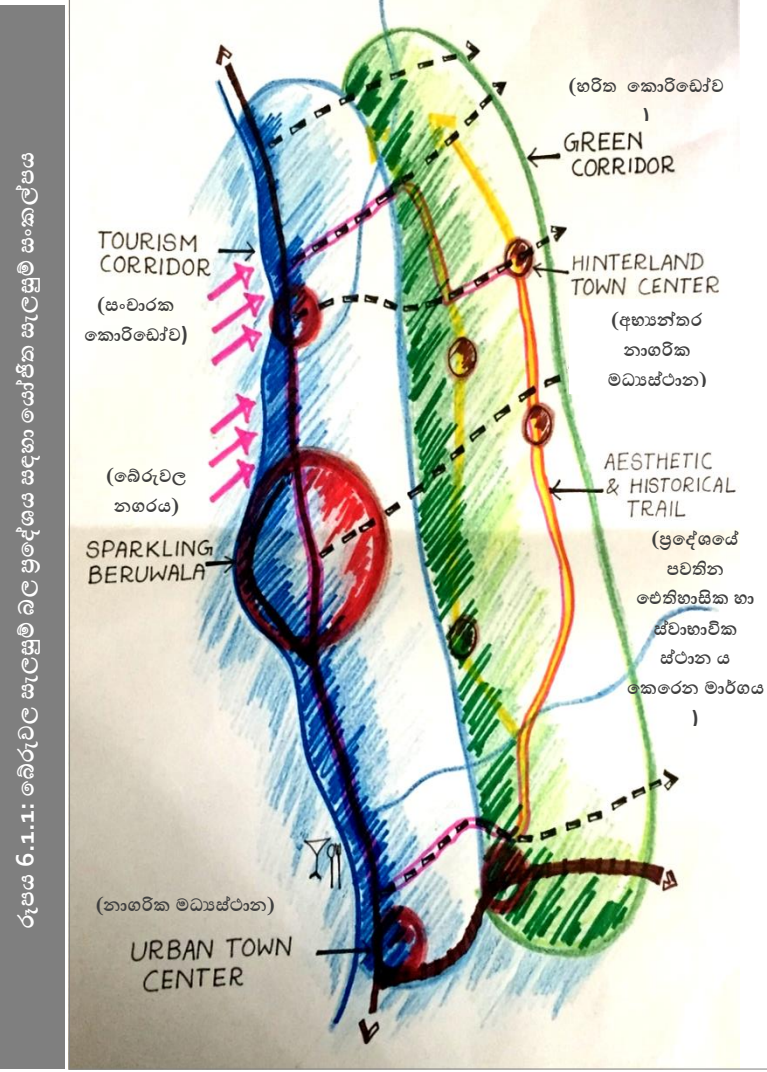 රූපය 6.1.1: බේරුවල සැලසුම් බල ප්‍රදේශය සඳහා යෝජිත සැලසුම් සංකල්පය
(හරිත කොරිඩෝව
)
GREEN
CORRIDOR
TOURISM
CORRIDOR
(සංචාරක
කොරිඩෝව)
HINTERLAND
TOWN CENTER
(අභ්‍යන්තර
නාගරික
මධ්‍යස්ථාන)
(බේරුවල
නගරය)
SPARKLING
BERUWALA
AESTHETIC
& HISTORICAL
TRAIL
(ප්‍රදේශයේ
පවතින
ඓතිහාසික හා
ස්වාභාවික
ස්ථාන ය
කෙරෙන මාර්ගය
)
(නාගරික මධ්‍යස්ථාන)
URBAN TOWN
CENTER